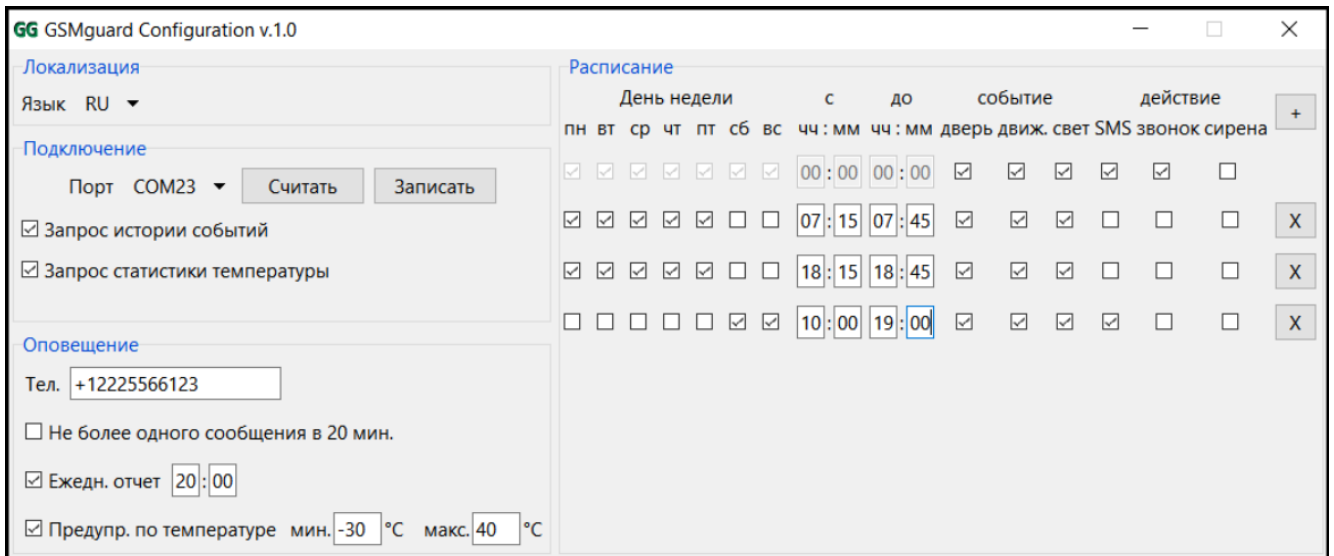 GG GSMguard Configuration v.1.0
Локализация
Язык RU
Подключение
Порт COM23 Считать Записать
Запрос истории событий
Запрос статистики температуры
Оповещение
Тел. +12225566123
Не более одного сообщения в 20 мин.
Ежедн. отчет 20:00
Предупр. по температуре мин. -30 °C макс. 40 °C
Расписание
День недели с до событие действие +
пн вт ср чт пт сб вс чч : мм чч : мм дверь движ. свет SMS звонок сирена
00 : 00 00 : 00
07 : 15 07 : 45 X
18 : 15 18 : 45 X
10 : 00 19 : 00 X